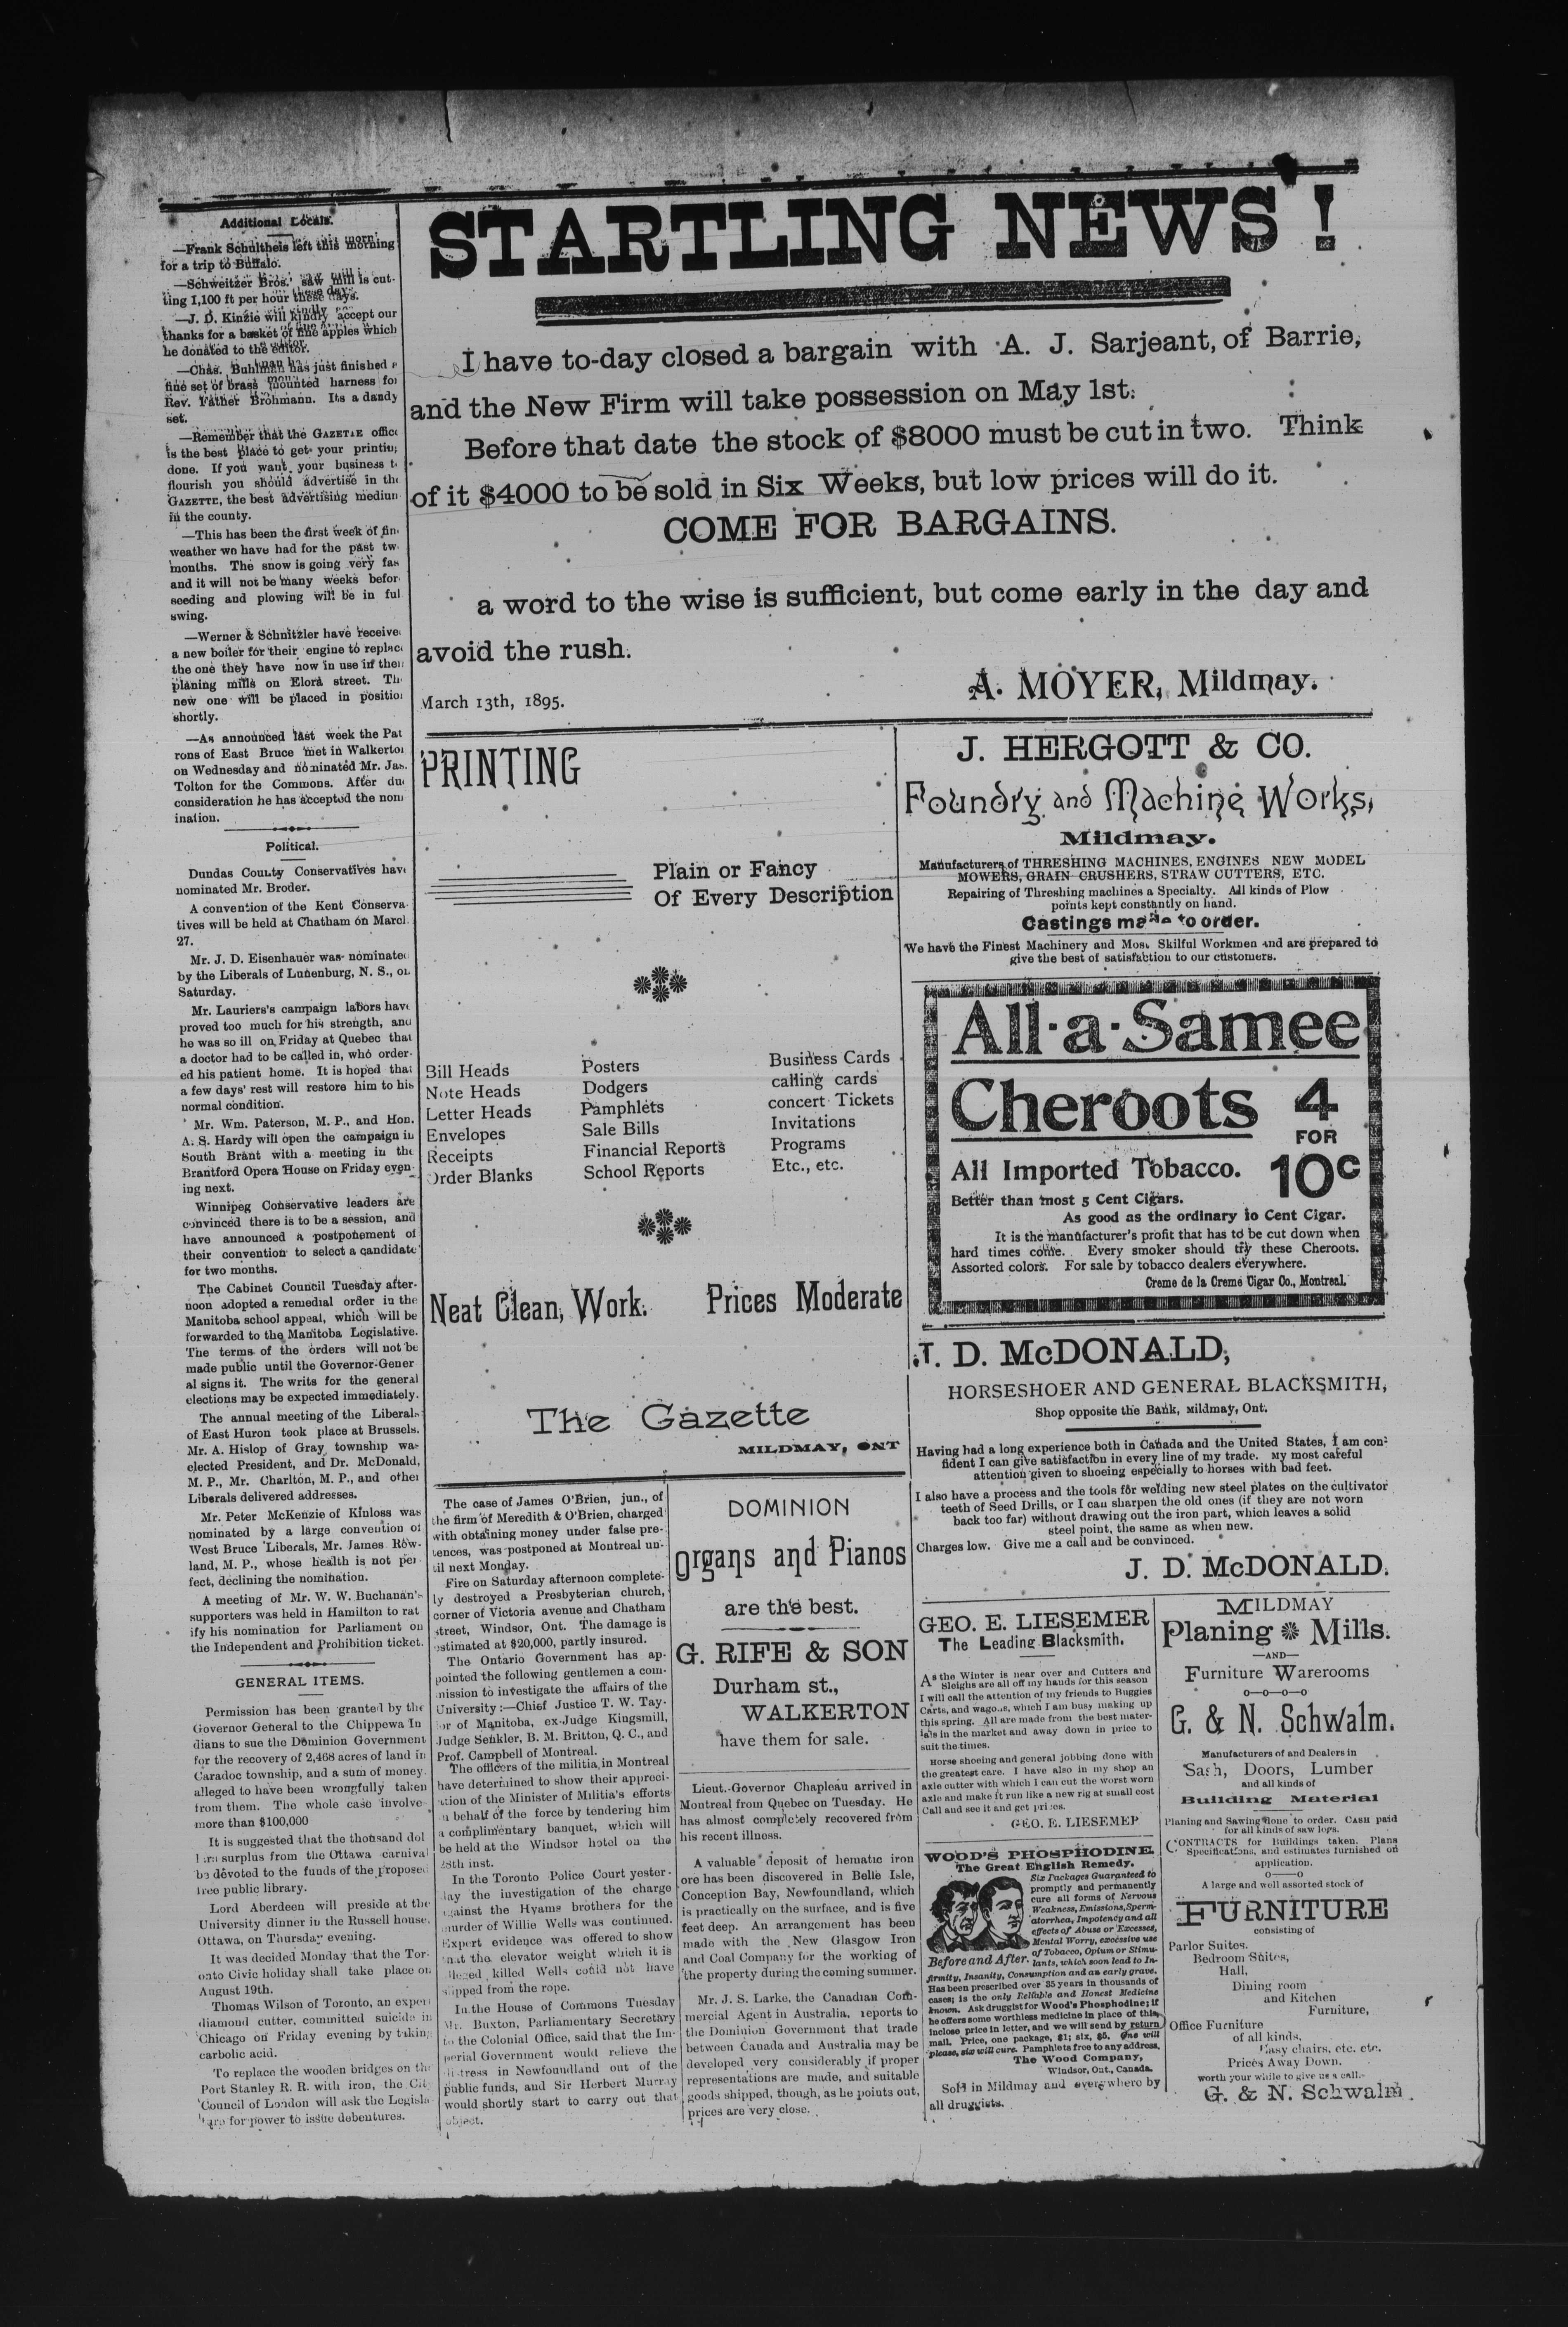 Additional Locals.
—Frank Schultheis left this morning
for a trip to Buffalo.
—Schweitzer Bros.' saw mill is cut-
ting 1,100 ft per hour these days.
—J. D. Kinzie will kindly accept our
thanks for a basket of fine apples which
he donated to the editor.
—Chas. Buhlman has just finished a
fine set of brass mounted harness for
Rev. Father Brohmann. Its a dandy
set.
—Remember that the GAZETTE office
is the best place to get your printing
done. If you want your business t
flourish you should advertise in the
GAZETTE, the best advertising medium
in the county.
—This has been the first week of fin
weather we have had for the past tw
months. The snow is going very fas
and it will not be many weeks befor
seeding and plowing will be in ful
swing.
—Werner & Schnitzler have receive
a new boiler for their engine to replace
the one they have now in use in their
planing mills on Elora street. Th
new one will be placed in position
shortly.
—As announced last week the Pat
rons of East Bruce met in Walkerton
on Wednesday and nominated Mr. Jas.
Tolton for the Commons. After due
consideration he has accepted the nom
ination.
Political.
Dundas County Conservatives have
nominated Mr. Broder.
A convention of the Kent Conserva-
tives will be held at Chatham on March
27.
Mr. J. D. Eisenhauer was nominated
by the Liberals of Lunenburg, N. S., on
Saturday.
Mr. Lauriers's campaign labors have
proved too much for his strength, and
he was so ill on Friday at Quebec that
a doctor had to be called in, who order-
ed his patient home. It is hoped that
a few days' rest will restore him to his
normal condition.
Mr. Wm. Paterson, M. P., and Hon.
A. S. Hardy will open the campaign in
South Brant with a meeting in the
Brantford Opera House on Friday even-
ing next.
Winnipeg Conservative leaders are
convinced there is to be a session, and
have announced a postponement of
their convention to select a candidate
for two months.
The Cabinet Council Tuesday after-
noon adopted a remedial order in the
Manitoba school appeal, which will be
forwarded to the Manitoba Legislative.
The terms of the orders will not be
made public until the Governor-Gener
al signs it. The writs for the general
elections may be expected immediately.
The annual meeting of the Liberals
of East Huron took place at Brussels.
Mr. A. Hislop of Gray township was
elected President, and Dr. McDonald,
M. P., Mr. Charlton, M. P., and other
Liberals delivered addresses.
Mr. Peter McKenzie of Kinloss was
nominated by a large convention of
West Bruce Liberals, Mr. James Row-
land, M. P., whose health is not per
fect, declining the nomination.
A meeting of Mr. W. W. Buchanan's
supporters was held in Hamilton to rat
ify his nomination for Parliament on
the Independent and Prohibition ticket.
GENERAL ITEMS.
Permission has been granted by the
Governor General to the Chippewa In
dians to sue the Dominion Government
for the recovery of 2,468 acres of land in
Caradoc township, and a sum of money
alleged to have been wrongfully taken
from them. The whole case involve
more than $100,000
It is suggested that the thousand dol
lars surplus from the Ottawa carnival
be devoted to the funds of the proposed
free public library.
Lord Aberdeen will preside at the
University dinner in the Russell house,
Ottawa, on Thursday evening.
It was decided Monday that the Tor-
onto Civic holiday shall take place on
August 19th.
Thomas Wilson of Toronto, an expert
diamond cutter, committed suicide in
Chicago on Friday evening by taking
carbolic acid.
To replace the wooden bridges on the
Port Stanley R. R. with iron, the City
Council of London will ask the Legisla
ture for power to issue debentures.
STARTLING NEWS!
I have to-day closed a bargain with A. J. Sarjeant, of Barrie,
and the New Firm will take possession on May 1st.
Before that date the stock of $8000 must be cut in two. Think
of it $4000 to be sold in Six Weeks, but low prices will do it.
COME FOR BARGAINS.
a word to the wise is sufficient, but come early in the day and
avoid the rush.
March 13th, 1895.
A. MOYER, Mildmay.
PRINTING
Plain or Fancy
Of Every Description
Bill Heads
Note Heads
Letter Heads
Envelopes
Receipts
Order Blanks
Posters
Dodgers
Pamphlets
Sale Bills
Financial Reports
School Reports
Business Cards
calling cards
concert Tickets
Invitations
Programs
Etc., etc.
Neat Clean, Work. Prices Moderate
The Gazette
MILDMAY, ONT
The case of James O'Brien, jun., of
the firm of Meredith & O'Brien, charged
with obtaining money under false pre-
tences, was postponed at Montreal un-
til next Monday.
Fire on Saturday afternoon complete-
ly destroyed a Presbyterian church,
corner of Victoria avenue and Chatham
street, Windsor, Ont. The damage is
estimated at $20,000, partly insured.
The Ontario Government has ap-
pointed the following gentlemen a com-
mission to investigate the affairs of the
University:—Chief Justice T. W. Tay-
lor of Manitoba, ex-Judge Kingsmill,
Judge Senkler, B. M. Britton, Q. C., and
Prof. Campbell of Montreal.
The officers of the militia in Montreal
have determined to show their appreci-
ation of the Minister of Militia's efforts
n behalf of the force by tendering him
a complimentary banquet, which will
be held at the Windsor hotel on the
28th inst.
In the Toronto Police Court yester-
day the investigation of the charge
against the Hyams brothers for the
murder of Willie Wells was continued.
Expert evidence was offered to show
that the elevator weight which it is
alleged killed Wells could not have
slipped from the rope.
In the House of Commons Tuesday
Mr. Buxton, Parliamentary Secretary
to the Colonial Office, said that the Im-
perial Government would relieve the
distress in Newfoundland out of the
public funds, and Sir Herbert Murray
would shortly start to carry out that
object.
DOMINION
Organs and Pianos
are the best.
G. RIFE & SON
Durham st.,
WALKERTON
have them for sale.
Lieut.-Governor Chapleau arrived in
Montreal from Quebec on Tuesday. He
has almost completely recovered from
his recent illness.
A valuable deposit of hematic iron
ore has been discovered in Belle Isle,
Conception Bay, Newfoundland, which
is practically on the surface, and is five
feet deep. An arrangement has been
made with the New Glasgow Iron
and Coal Company for the working of
the property during the coming summer.
Mr. J. S. Larke, the Canadian Com-
mercial Agent in Australia, reports to
the Dominion Government that trade
between Canada and Australia may be
developed very considerably if proper
representations are made, and suitable
goods shipped, though, as he points out,
prices are very close.
J. HERGOTT & CO.
Foundry and Machine Works,
Mildmay.
Manufacturers of THRESHING MACHINES, ENGINES NEW MODEL
MOWERS, GRAIN CRUSHERS, STRAW CUTTERS, ETC.
Repairing of Threshing machines a Specialty. All kinds of Plow
points kept constantly on hand.
Castings made to order.
We have the Finest Machinery and Most Skilful Workmen and are prepared to
give the best of satisfaction to our customers.
All-a-Samee
Cheroots 4
FOR
All Imported Tobacco. 10c
Better than most 5 Cent Cigars.
As good as the ordinary 10 Cent Cigar.
It is the manufacturer's profit that has to be cut down when
hard times come. Every smoker should try these Cheroots.
Assorted colors. For sale by tobacco dealers everywhere.
Creme de la Creme Cigar Co., Montreal.
J. D. McDONALD,
HORSESHOER AND GENERAL BLACKSMITH,
Shop opposite the Bank, Mildmay, Ont.
Having had a long experience both in Canada and the United States, I am con-
fident I can give satisfaction in every line of my trade. My most careful
attention given to shoeing especially to horses with bad feet.
I also have a process and the tools for welding new steel plates on the cultivator
teeth of Seed Drills, or I can sharpen the old ones (if they are not worn
back too far) without drawing out the iron part, which leaves a solid
steel point, the same as when new.
Charges low. Give me a call and be convinced.
J. D. McDONALD.
GEO. E. LIESEMER
The Leading Blacksmith.
As the Winter is near over and Cutters and
Sleighs are all off my hands for this season
I will call the attention of my friends to Buggies
Carts, and wagons, which I am busy making up
this spring. All are made from the best mater-
ials in the market and away down in price to
suit the times.
Horse shoeing and general jobbing done with
the greatest care. I have also in my shop an
axle cutter with which I can cut the worst worn
axle and make it run like a new rig at small cost
Call and see it and get prices.
GEO. E. LIESEMER
WOOD'S PHOSPHODINE.
The Great English Remedy.
Six Packages Guaranteed to
promptly and permanently
cure all forms of Nervous
Weakness, Emissions, Sperm-
atorrhea, Impotency and all
effects of Abuse or Excesses,
Mental Worry, excessive use
of Tobacco, Opium or Stimu-
Before and After. lants, which soon lead to In-
firmity, Insanity, Consumption and an early grave.
Has been prescribed over 35 years in thousands of
cases; is the only Reliable and Honest Medicine
known. Ask druggist for Wood's Phosphodine; if
he offers some worthless medicine in place of this,
inclose price in letter, and we will send by return
mail. Price, one package, $1; six, $5. One will
please, six will cure. Pamphlets free to any address.
The Wood Company,
Windsor, Ont., Canada.
Sold in Mildmay and everywhere by
all druggists.
MILDMAY
Planing Mills.
—AND—
Furniture Warerooms
o—o—o—o
G. & N. Schwalm.
Manufacturers of and Dealers in
Sash, Doors, Lumber
and all kinds of
Building Material
Planing and Sawing done to order. CASH paid
for all kinds of saw logs.
CONTRACTS for Buildings taken. Plans
Specifications, and estimates furnished on
application.
o——o
A large and well assorted stock of
FURNITURE
consisting of
Parlor Suites.
Bedroom Suites,
Hall,
Dining room
and Kitchen
Furniture,
Office Furniture
of all kinds,
Easy chairs, etc. etc.
Prices Away Down.
worth your while to give us a call.
G. & N. Schwalm